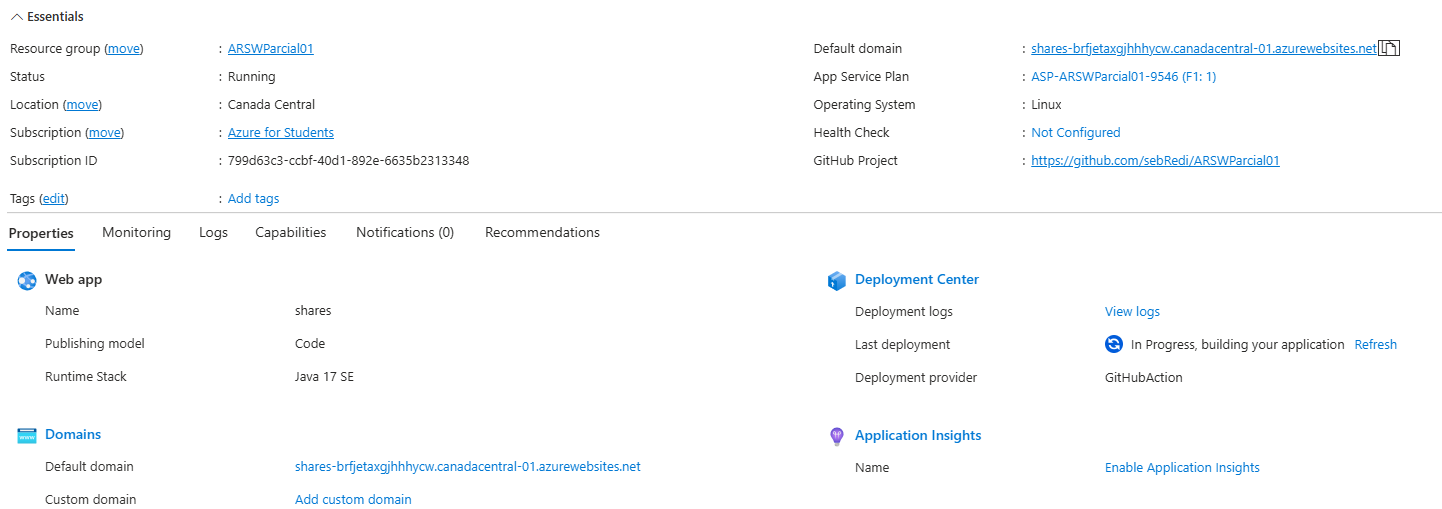 Essentials
Resource group (move) : ARSWParcial01
Status : Running
Location (move) : Canada Central
Subscription (move) : Azure for Students
Subscription ID : 799d63c3-ccbf-40d1-892e-6635b2313348
Tags (edit) : Add tags
Default domain : shares-brfjetaxgjhhhycw.canadacentral-01.azurewebsites.net
App Service Plan : ASP-ARSWParcial01-9546 (F1: 1)
Operating System : Linux
Health Check : Not Configured
GitHub Project : https://github.com/sebRedi/ARSWParcial01
Properties Monitoring Logs Capabilities Notifications (0) Recommendations
Web app
Name shares
Publishing model Code
Runtime Stack Java 17 SE
Domains
Default domain shares-brfjetaxgjhhhycw.canadacentral-01.azurewebsites.net
Custom domain Add custom domain
Deployment Center
Deployment logs View logs
Last deployment In Progress, building your application Refresh
Deployment provider GitHubAction
Application Insights
Name Enable Application Insights